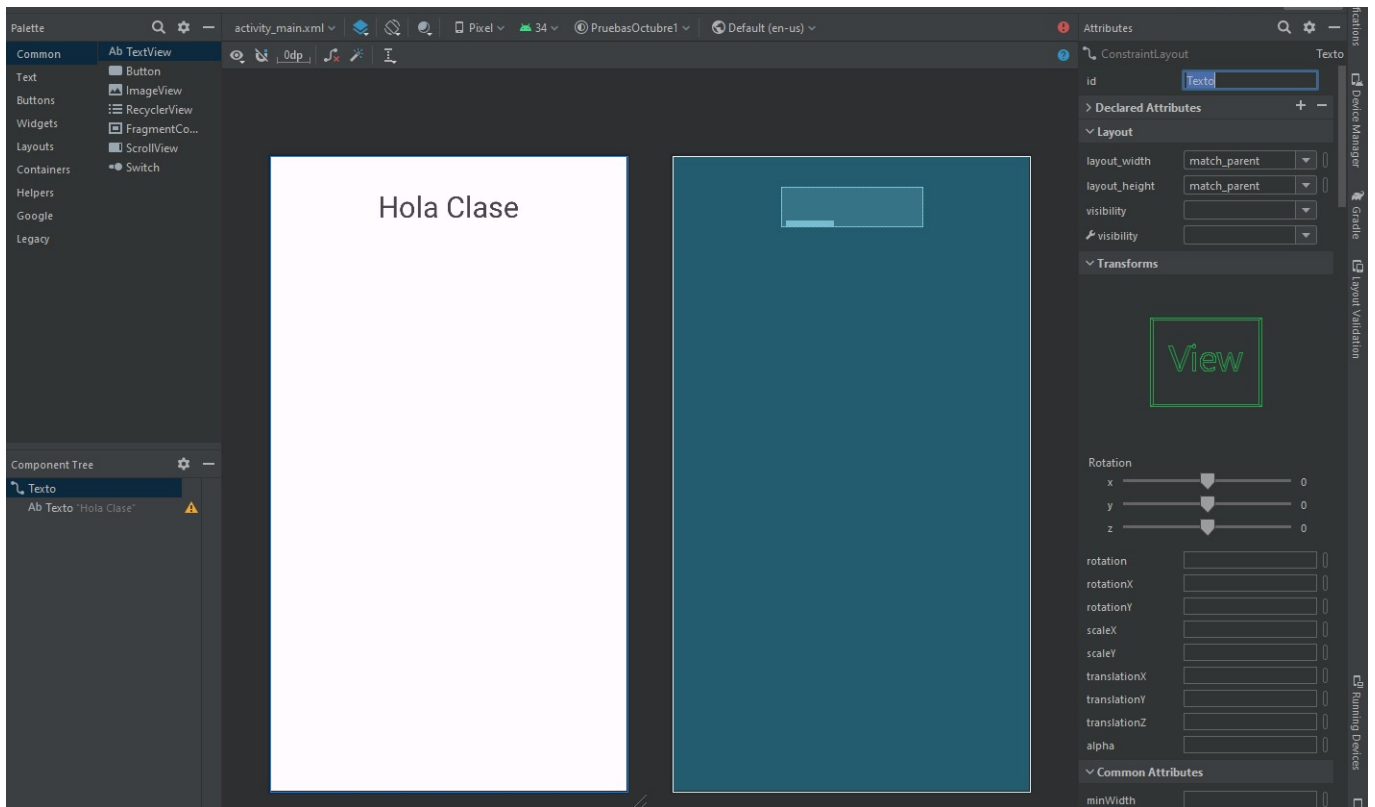 Palette
activity_main.xml
Pixel
34
PruebasOctubre1
Default (en-us)
Attributes
Common
Text
Buttons
Widgets
Layouts
Containers
Helpers
Google
Legacy
Ab TextView
Button
ImageView
RecyclerView
FragmentCo...
ScrollView
Switch
0dp
Hola Clase
Component Tree
Texto
Ab Texto "Hola Clase"
ConstraintLayout Texto
id Texto
Declared Attributes + −
Layout
layout_width match_parent
layout_height match_parent
visibility
visibility
Transforms
View
Rotation
x 0
y 0
z 0
rotation
rotationX
rotationY
scaleX
scaleY
translationX
translationY
translationZ
alpha
Common Attributes
minWidth
fications
Device Manager
Gradle
Layout Validation
Running Devices